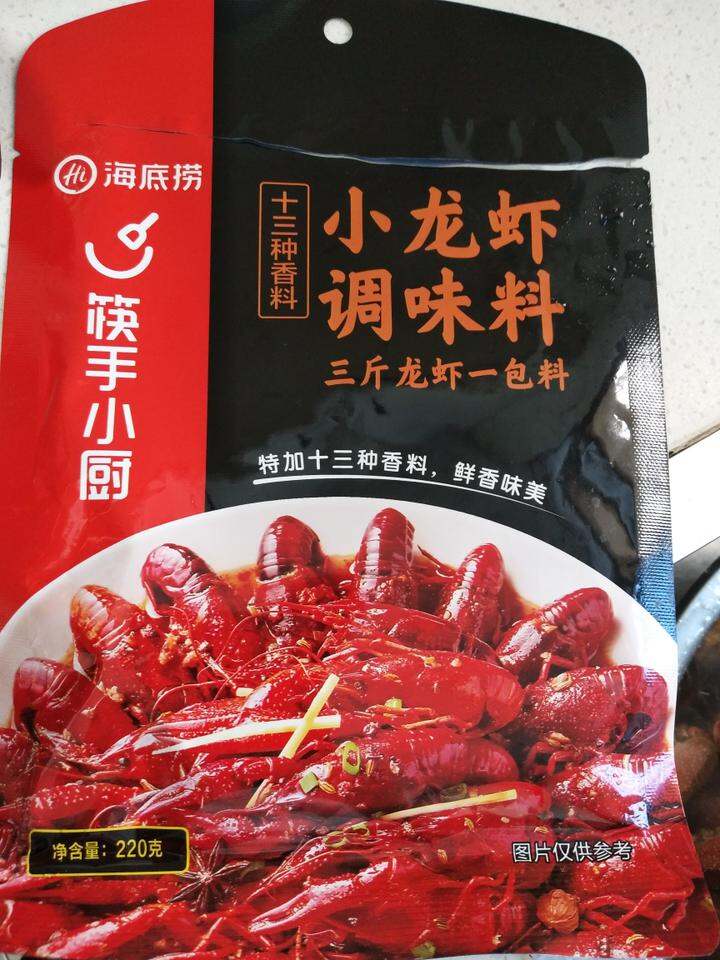 Hi 海底捞
筷手小厨
十三种香料
小龙虾
调味料
三斤龙虾一包料
特加十三种香料，鲜香味美
净含量：220克
图片仅供参考